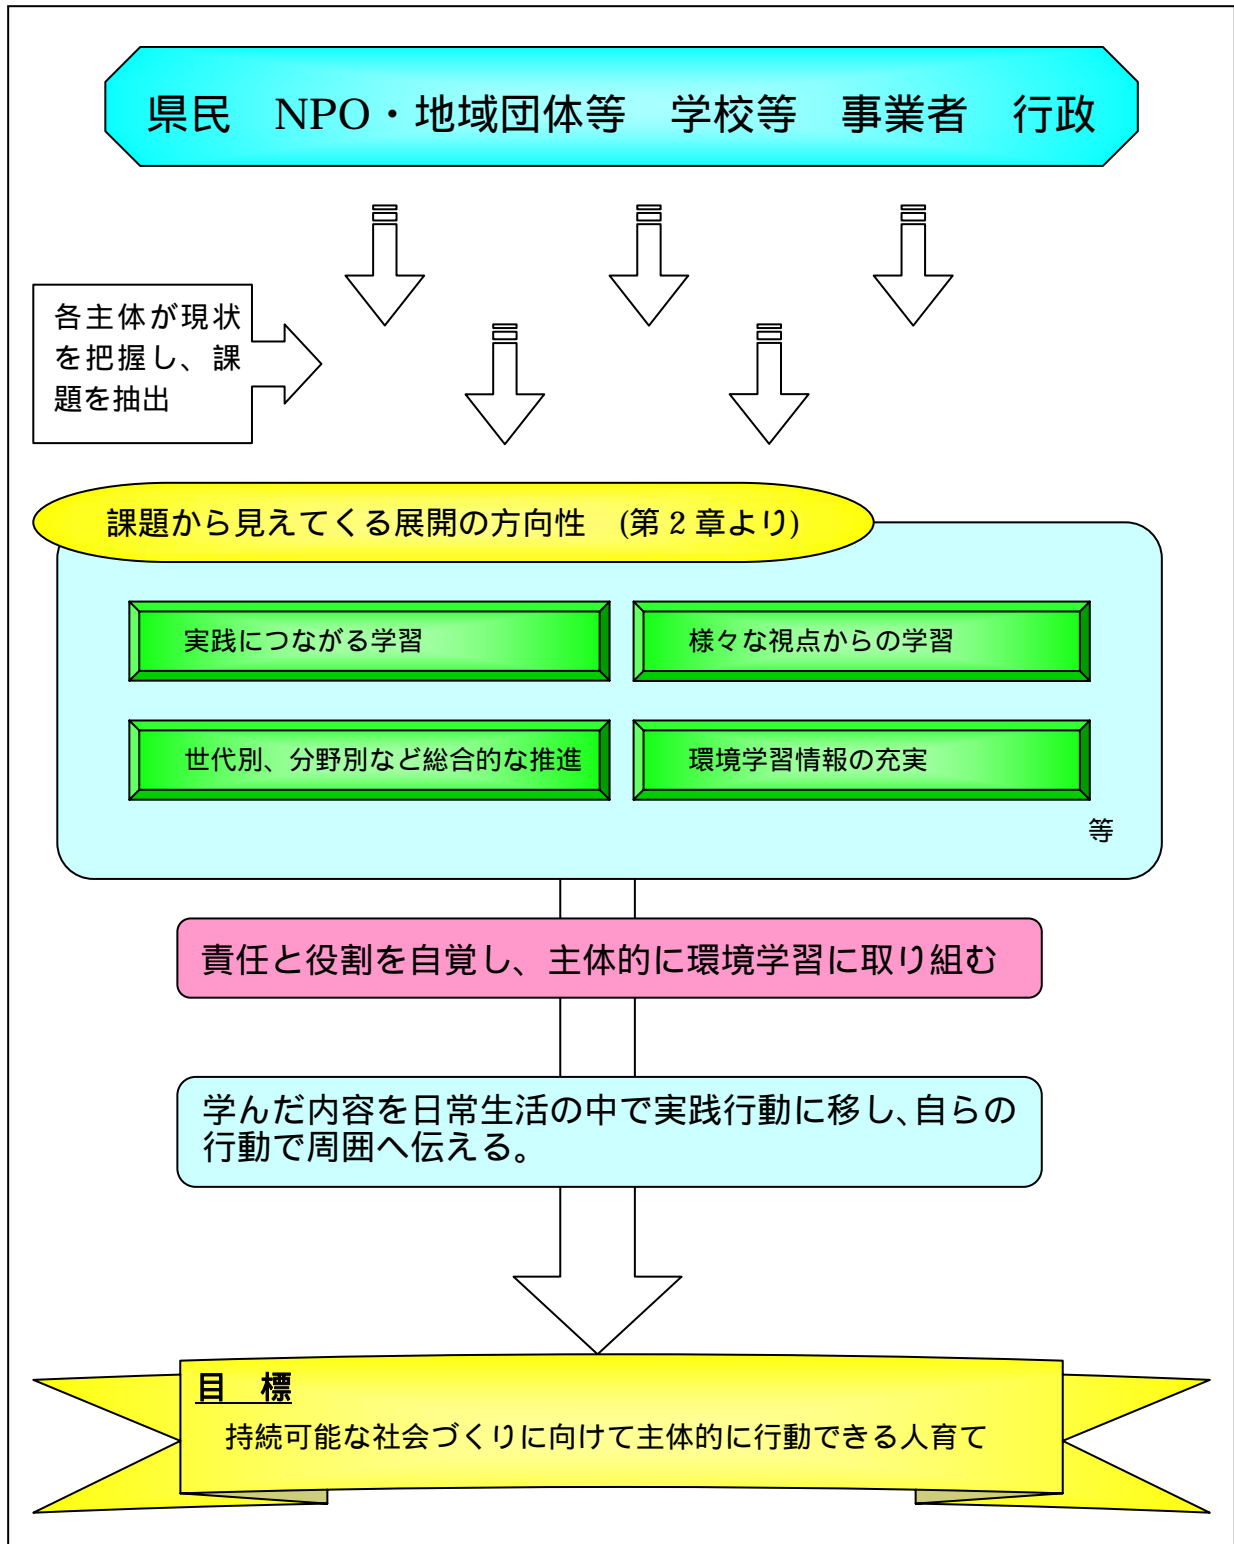 県民　NPO・地域団体等　学校等　事業者　行政
各主体が現状
を把握し、課
題を抽出
課題から見えてくる展開の方向性　(第 2 章より)
実践につながる学習
様々な視点からの学習
世代別、分野別など総合的な推進
環境学習情報の充実
等
責任と役割を自覚し、主体的に環境学習に取り組む
学んだ内容を日常生活の中で実践行動に移し、自らの
行動で周囲へ伝える。
目　標
持続可能な社会づくりに向けて主体的に行動できる人育て